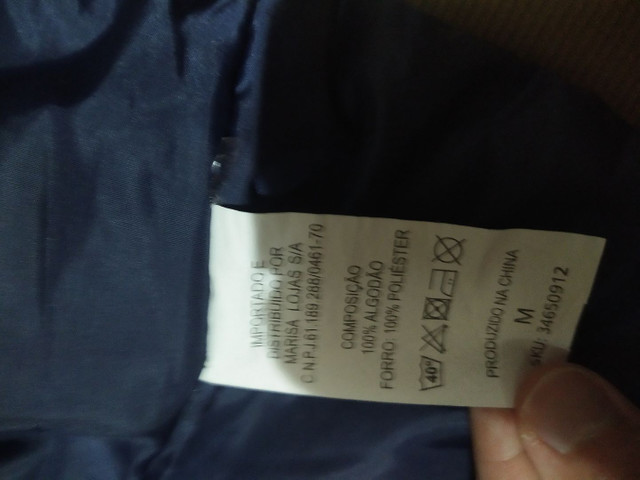 IMPORTADO E
DISTRIBUIDO POR
MARISA LOJAS S/A
C.N.P.J.61.189.288/0461-70
COMPOSIÇÃO
100% ALGODÃO
FORRO: 100% POLIÉSTER
40°
PRODUZIDO NA CHINA
M
SKU: 34650912